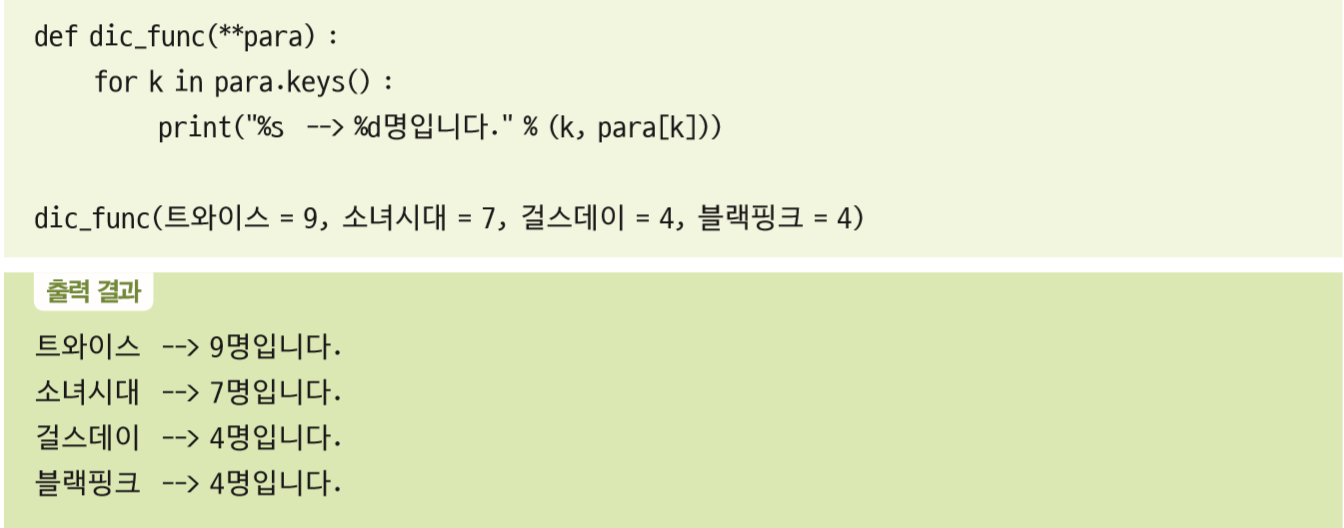 def dic_func(**para) :
    for k in para.keys() :
        print("%s  --> %d명입니다." % (k, para[k]))
dic_func(트와이스 = 9, 소녀시대 = 7, 걸스데이 = 4, 블랙핑크 = 4)
출력 결과
트와이스  --> 9명입니다.
소녀시대  --> 7명입니다.
걸스데이  --> 4명입니다.
블랙핑크  --> 4명입니다.